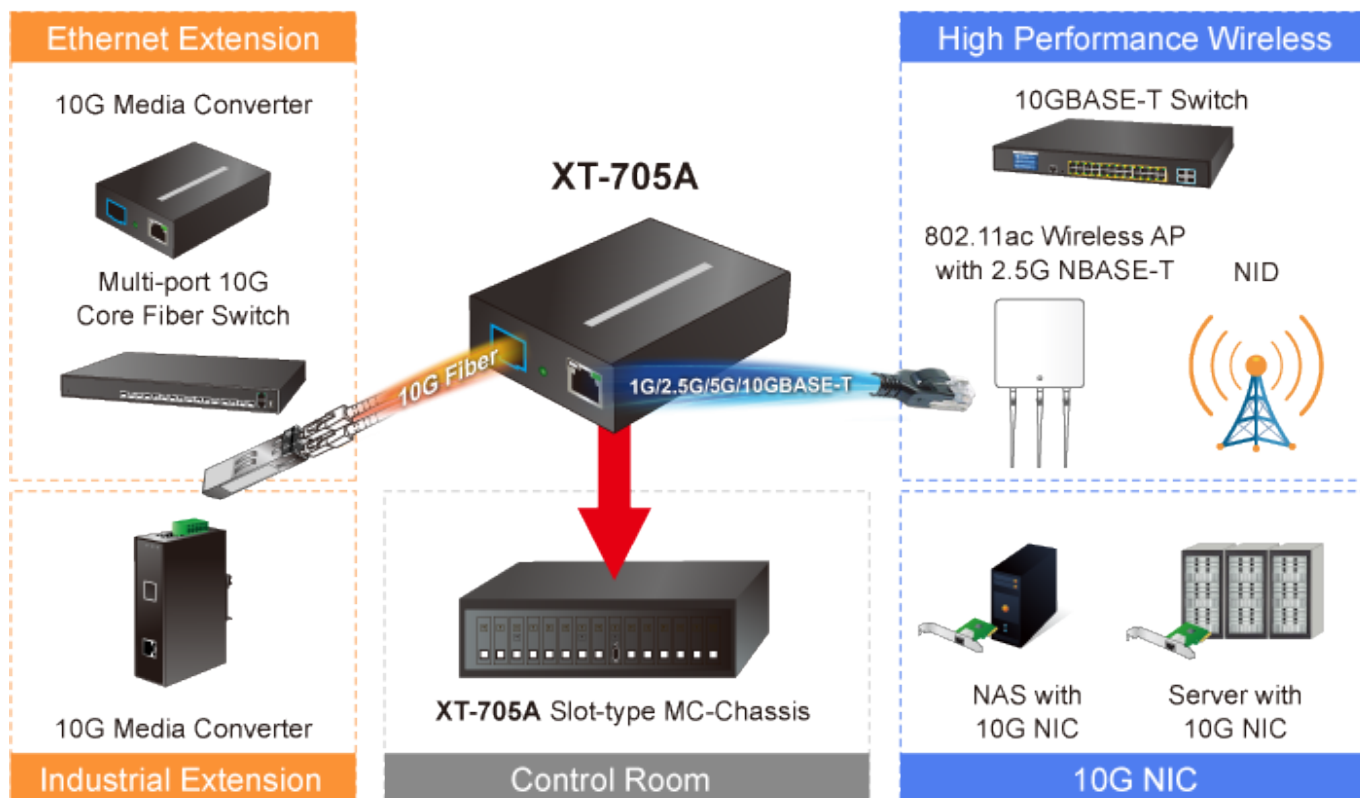 Ethernet Extension
10G Media Converter
Multi-port 10G
Core Fiber Switch
10G Media Converter
Industrial Extension
XT-705A
10G Fiber
1G/2.5G/5G/10GBASE-T
XT-705A Slot-type MC-Chassis
Control Room
High Performance Wireless
10GBASE-T Switch
802.11ac Wireless AP
with 2.5G NBASE-T
NID
NAS with
10G NIC
Server with
10G NIC
10G NIC